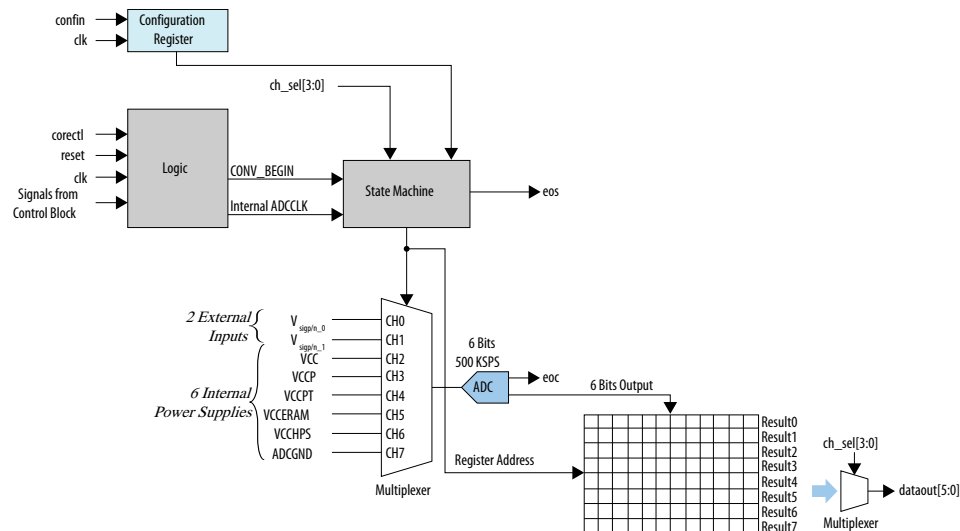 confin
clk
Configuration
Register
ch_sel[3:0]
corectl
reset
clk
Signals from
Control Block
Logic
CONV_BEGIN
Internal ADCCLK
State Machine
eos
2 External
Inputs
6 Internal
Power Supplies
V sigp/n_0
V sigp/n_1
VCC
VCCP
VCCPT
VCCERAM
VCCHPS
ADCGND
CH0
CH1
CH2
CH3
CH4
CH5
CH6
CH7
Multiplexer
6 Bits
500 KSPS
ADC
eoc
6 Bits Output
Register Address
Result0
Result1
Result2
Result3
Result4
Result5
Result6
Result7
ch_sel[3:0]
dataout[5:0]
Multiplexer